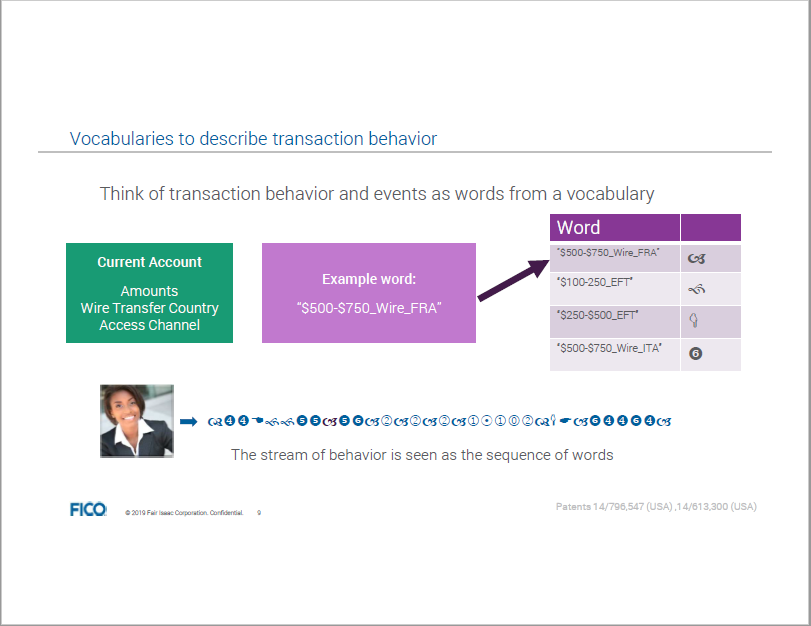 Vocabularies to describe transaction behavior
Think of transaction behavior and events as words from a vocabulary
Current Account
Amounts
Wire Transfer Country
Access Channel
Example word:
“$500-$750_Wire_FRA”
Word
“$500-$750_Wire_FRA”
“$100-250_EFT”
“$250-$500_EFT”
“$500-$750_Wire_ITA” ❻
The stream of behavior is seen as the sequence of words
FICO
© 2019 Fair Isaac Corporation. Confidential. 9
Patents 14/796,547 (USA) ,14/613,300 (USA)